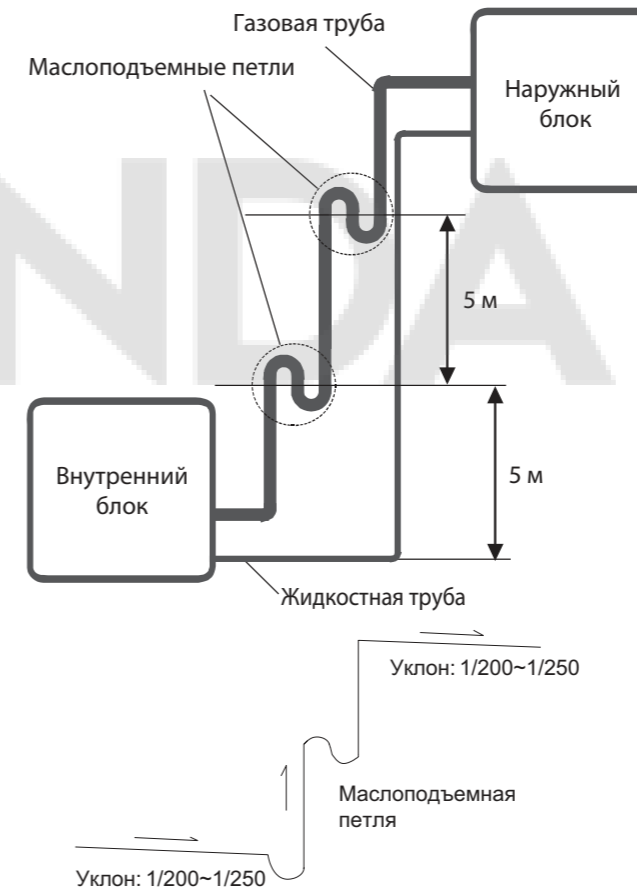 Газовая труба
Маслоподъемные петли
Наружный
блок
5 м
5 м
Внутренний
блок
Жидкостная труба
Уклон: 1/200~1/250
Маслоподъемная
петля
Уклон: 1/200~1/250